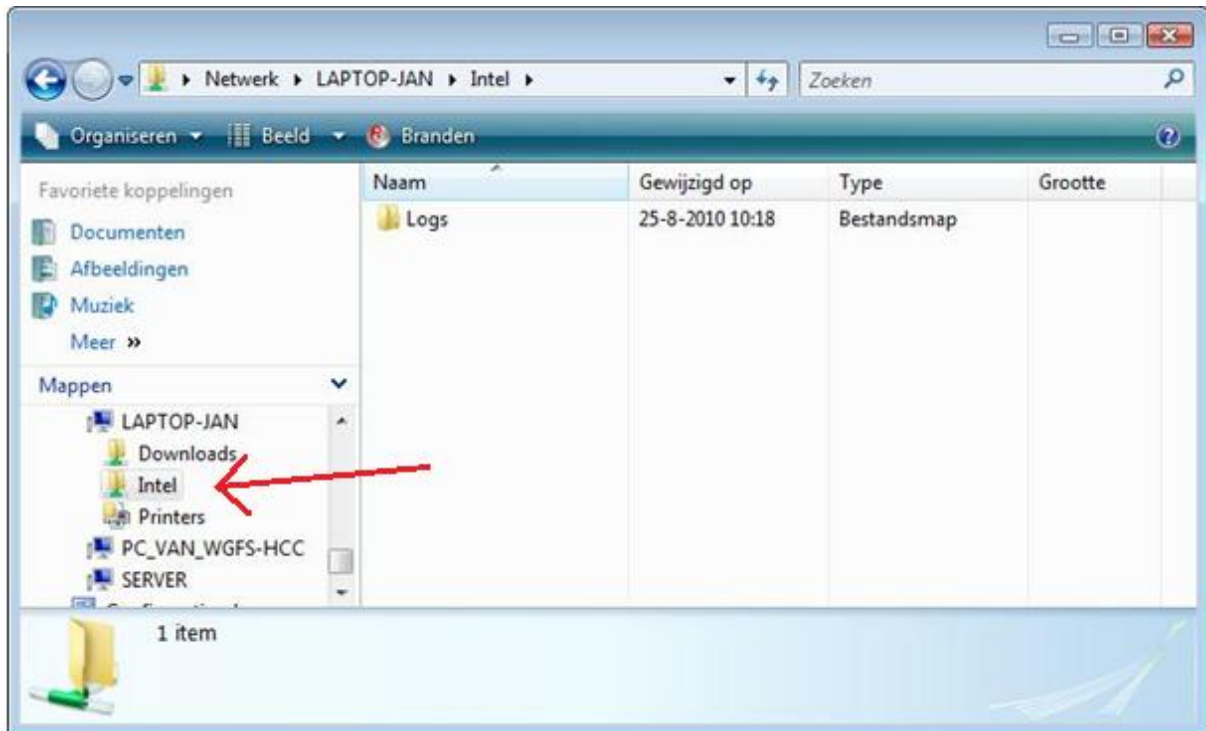 Netwerk LAPTOP-JAN Intel Zoeken
Organiseren Beeld Branden
Favoriete koppelingen
Documenten
Afbeeldingen
Muziek
Meer »
Mappen
LAPTOP-JAN
Downloads
Intel
Printers
PC_VAN_WGFS-HCC
SERVER
Naam Gewijzigd op Type Grootte
Logs 25-8-2010 10:18 Bestandsmap
1 item